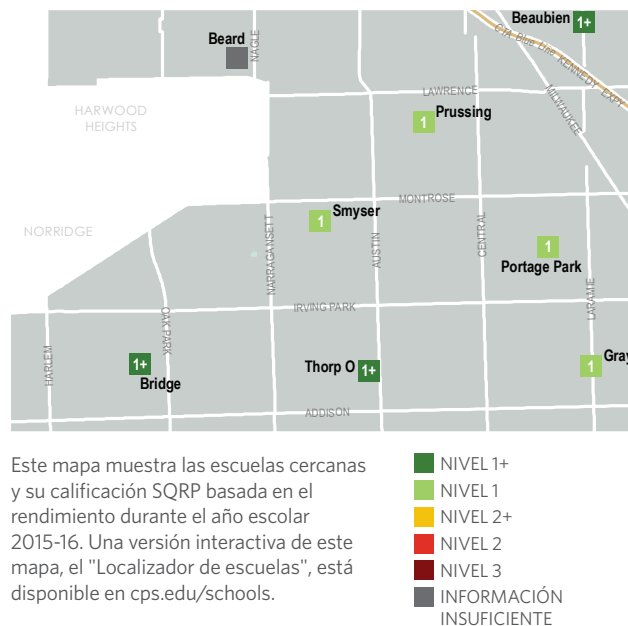 Beaubien
1+
Beard
NAGLE
CTA Blue Line
KENNEDY EXPY
LAWRENCE
MILWAUKEE
HARWOOD
HEIGHTS
Prussing
1
MONTROSE
Smyser
1
NORRIDGE
NARRAGANSETT
AUSTIN
CENTRAL
1
Portage Park
OAK PARK
IRVING PARK
LARAMIE
HARLEM
1+
Bridge
Thorp O
1+
1
Gray
ADDISON
Este mapa muestra las escuelas cercanas
y su calificación SQRP basada en el
rendimiento durante el año escolar
2015-16. Una versión interactiva de este
mapa, el "Localizador de escuelas", está
disponible en cps.edu/schools.
NIVEL 1+
NIVEL 1
NIVEL 2+
NIVEL 2
NIVEL 3
INFORMACIÓN
INSUFICIENTE